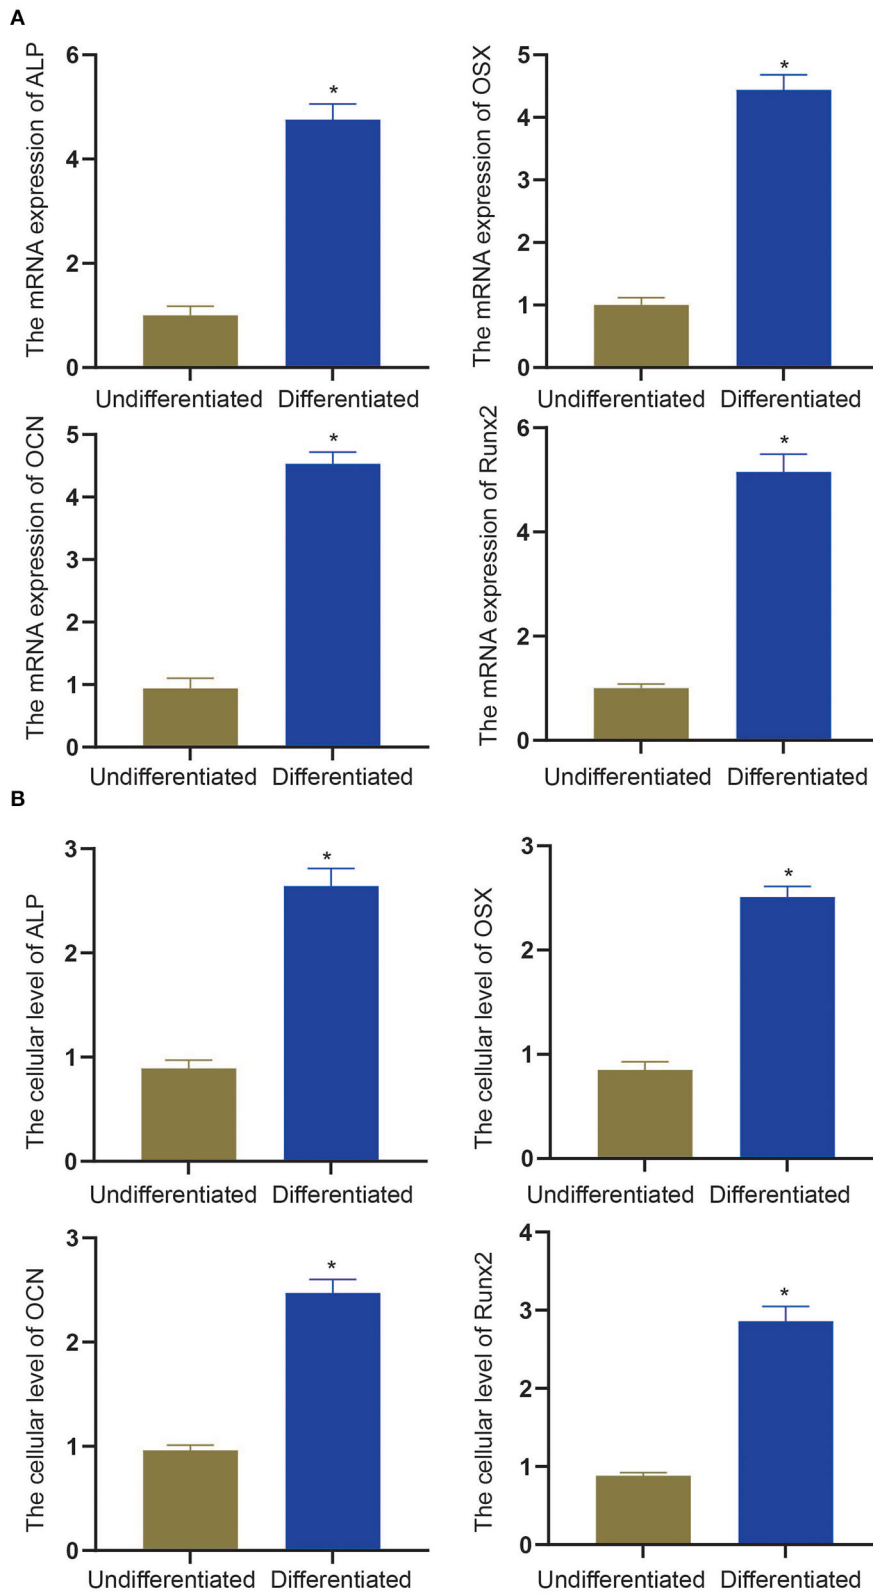 A
The mRNA expression of ALP
6
4
2
0
*
Undifferentiated Differentiated
The mRNA expression of OSX
5
4
3
2
1
0
*
Undifferentiated Differentiated
The mRNA expression of OCN
5
4
3
2
1
0
*
Undifferentiated Differentiated
The mRNA expression of Runx2
6
4
2
0
*
Undifferentiated Differentiated
B
The cellular level of ALP
3
2
1
0
*
Undifferentiated Differentiated
The cellular level of OSX
3
2
1
0
*
Undifferentiated Differentiated
The cellular level of OCN
3
2
1
0
*
Undifferentiated Differentiated
The cellular level of Runx2
4
3
2
1
0
*
Undifferentiated Differentiated